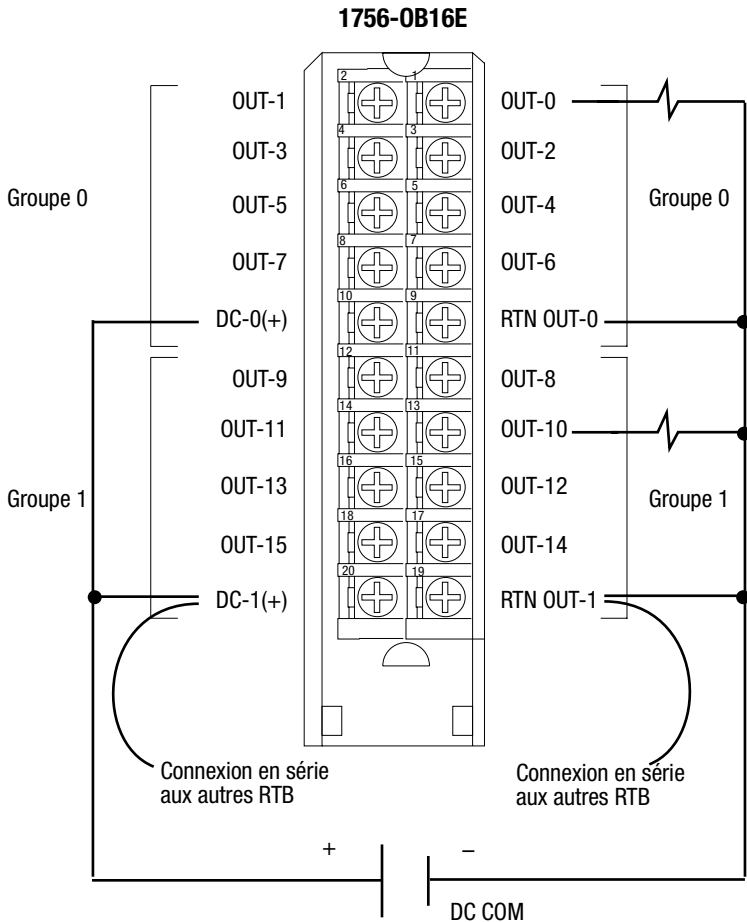 1756-OB16E
2 1
OUT-1 OUT-0
4 3
OUT-3 OUT-2
6 5
Groupe 0 OUT-5 OUT-4 Groupe 0
8 7
OUT-7 OUT-6
10 9
DC-0(+) RTN OUT-0
12 11
OUT-9 OUT-8
14 13
OUT-11 OUT-10
16 15
Groupe 1 OUT-13 OUT-12 Groupe 1
18 17
OUT-15 OUT-14
20 19
DC-1(+) RTN OUT-1
Connexion en série
aux autres RTB
Connexion en série
aux autres RTB
+ –
DC COM